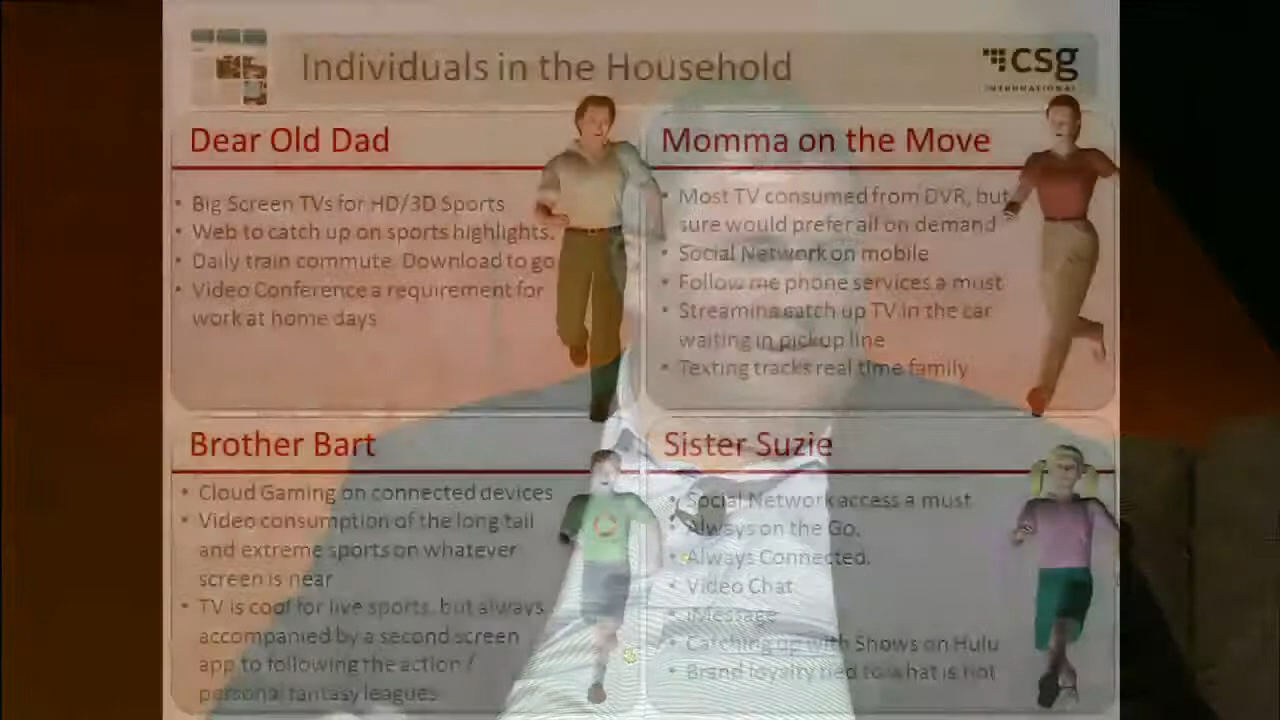 Individuals in the Household
csg
INTERNATIONAL
Dear Old Dad
• Big Screen TVs for HD/3D Sports
• Web to catch up on sports highlights.
• Daily train commute. Download to go
• Video Conference a requirement for
work at home days
Momma on the Move
• Most TV consumed from DVR, but
sure would prefer all on demand
• Social Network on mobile
• Follow me phone services a must
• Streaming catch up TV in the car
waiting in pickup line
• Texting tracks real time family
Brother Bart
• Cloud Gaming on connected devices
• Video consumption of the long tail
and extreme sports on whatever
screen is near
• TV is cool for live sports, but always
accompanied by a second screen
app to following the action /
personal fantasy leagues
Sister Suzie
• Social Network access a must
• Always on the Go.
• Always Connected.
• Video Chat
• iMessage
• Catching up with Shows on Hulu
• Brand loyalty tied to what is hot